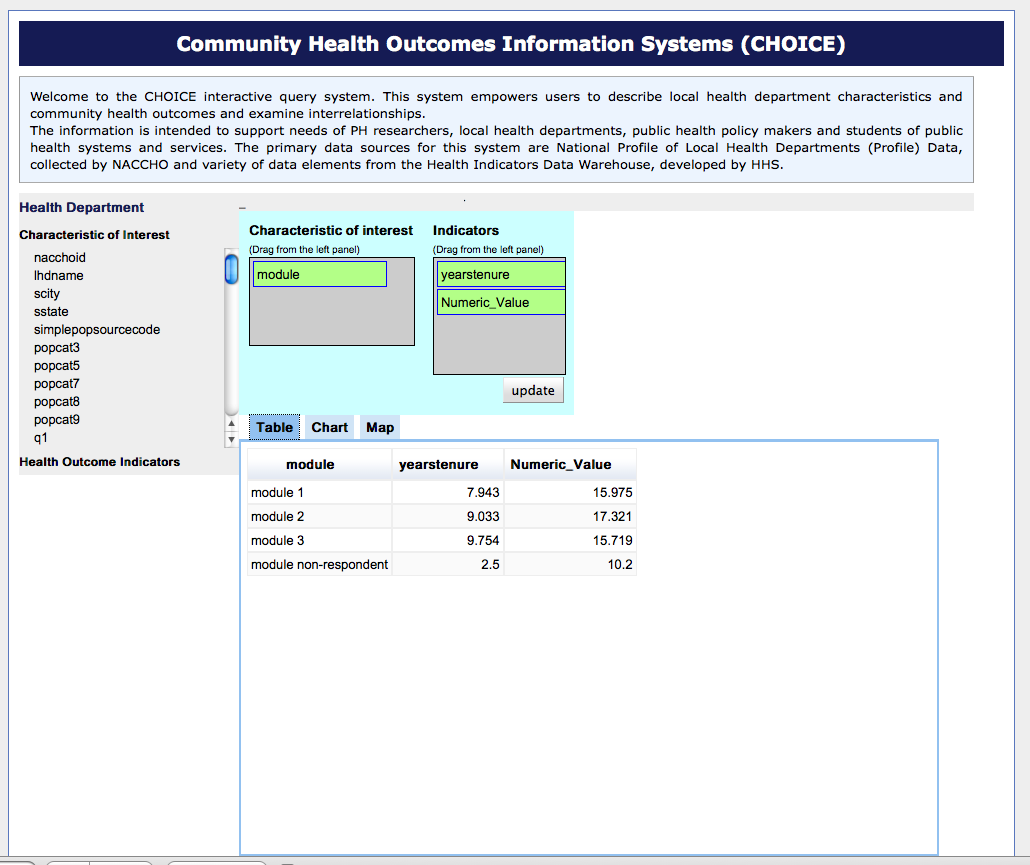 Community Health Outcomes Information Systems (CHOICE)
Welcome to the CHOICE interactive query system. This system empowers users to describe local health department characteristics and
community health outcomes and examine interrelationships.
The information is intended to support needs of PH researchers, local health departments, public health policy makers and students of public
health systems and services. The primary data sources for this system are National Profile of Local Health Departments (Profile) Data,
collected by NACCHO and variety of data elements from the Health Indicators Data Warehouse, developed by HHS.
Health Department
Characteristic of Interest
nacchoid
lhdname
scity
sstate
simplepopsourcecode
popcat3
popcat5
popcat7
popcat8
popcat9
q1
Health Outcome Indicators
Characteristic of interest Indicators
(Drag from the left panel) (Drag from the left panel)
module yearstenure
Numeric_Value
update
Table Chart Map
module yearstenure Numeric_Value
module 1 7.943 15.975
module 2 9.033 17.321
module 3 9.754 15.719
module non-respondent 2.5 10.2